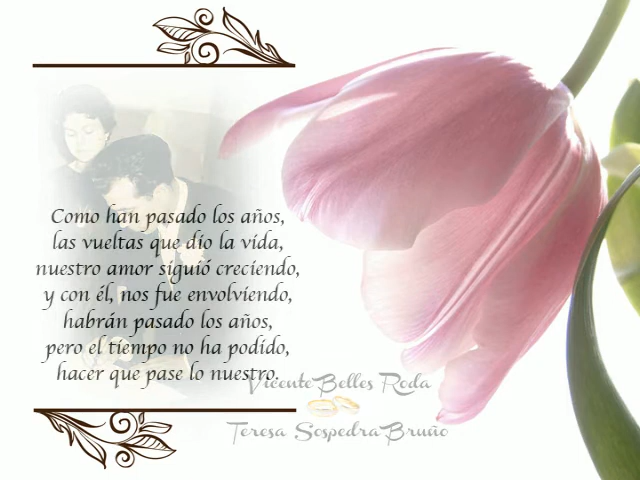 Como han pasado los años,
las vueltas que dio la vida,
nuestro amor siguió creciendo,
y con él, nos fue envolviendo,
habrán pasado los años,
pero el tiempo no ha podido,
hacer que pase lo nuestro.
Vicente Belles Roda
Teresa Sospedra Bruño